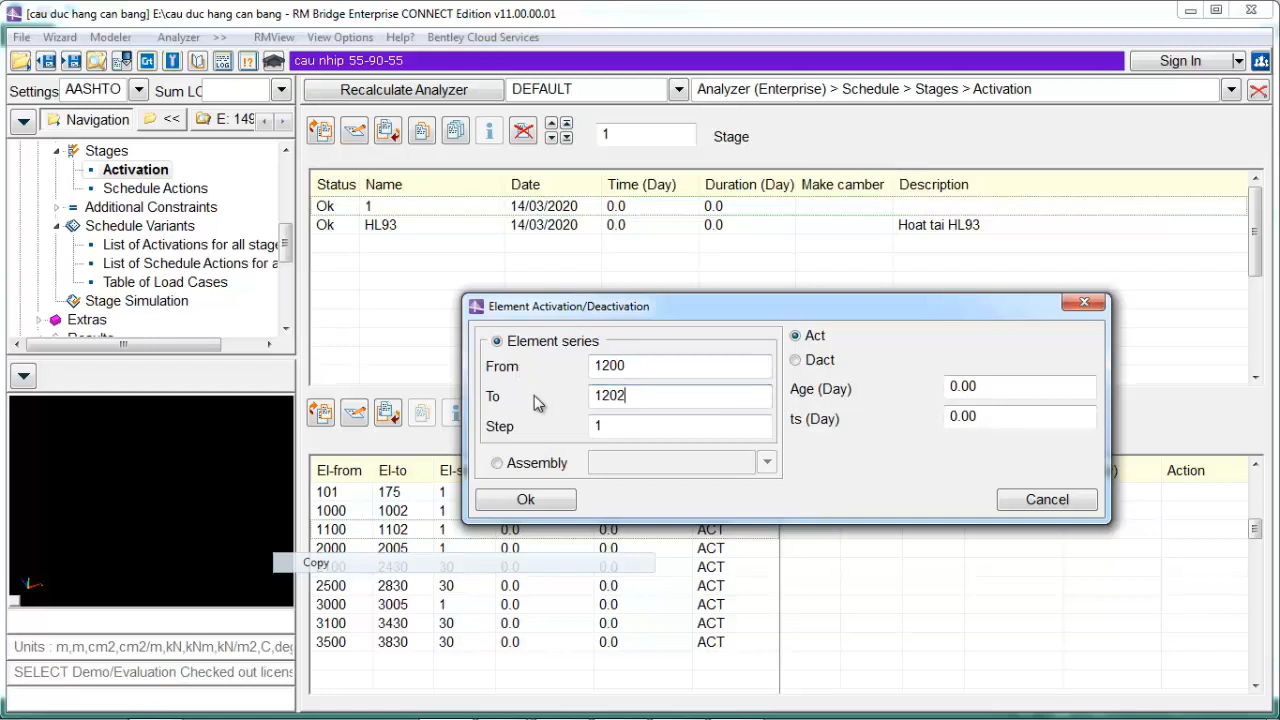 [cau duc hang can bang] E:\cau duc hang can bang] - RM Bridge Enterprise CONNECT Edition v11.00.00.01
File Wizard Modeler Analyzer >> RMView View Options Help? Bentley Cloud Services
Crt LOG !? cau nhip 55-90-55 Sign In
Settings AASHTO Sum LC Recalculate Analyzer DEFAULT Analyzer (Enterprise) > Schedule > Stages > Activation
Navigation << E: 149
1 Stage
Stages
Activation
Schedule Actions
Additional Constraints
Schedule Variants
List of Activations for all stage
List of Schedule Actions for a
Table of Load Cases
Stage Simulation
Extras
Status Name Date Time (Day) Duration (Day) Make camber Description
Ok 1 14/03/2020 0.0 0.0
Ok HL93 14/03/2020 0.0 0.0 Hoat tai HL93
Element Activation/Deactivation
Element series
From 1200
To 1202
Step 1
Assembly
Act
Dact
Age (Day) 0.00
ts (Day) 0.00
Ok Cancel
El-from El-to El-s Action
101 175 1
1000 1002 1
1100 1102 1 0.0 0.0 ACT
2000 2005 1 0.0 0.0 ACT
Copy
2430 30 0.0 0.0 ACT
2500 2830 30 0.0 0.0 ACT
3000 3005 1 0.0 0.0 ACT
3100 3430 30 0.0 0.0 ACT
3500 3830 30 0.0 0.0 ACT
Units : m,m,cm2,cm2/m,kN,kNm,kN/m2,C,deg
SELECT Demo/Evaluation Checked out licens